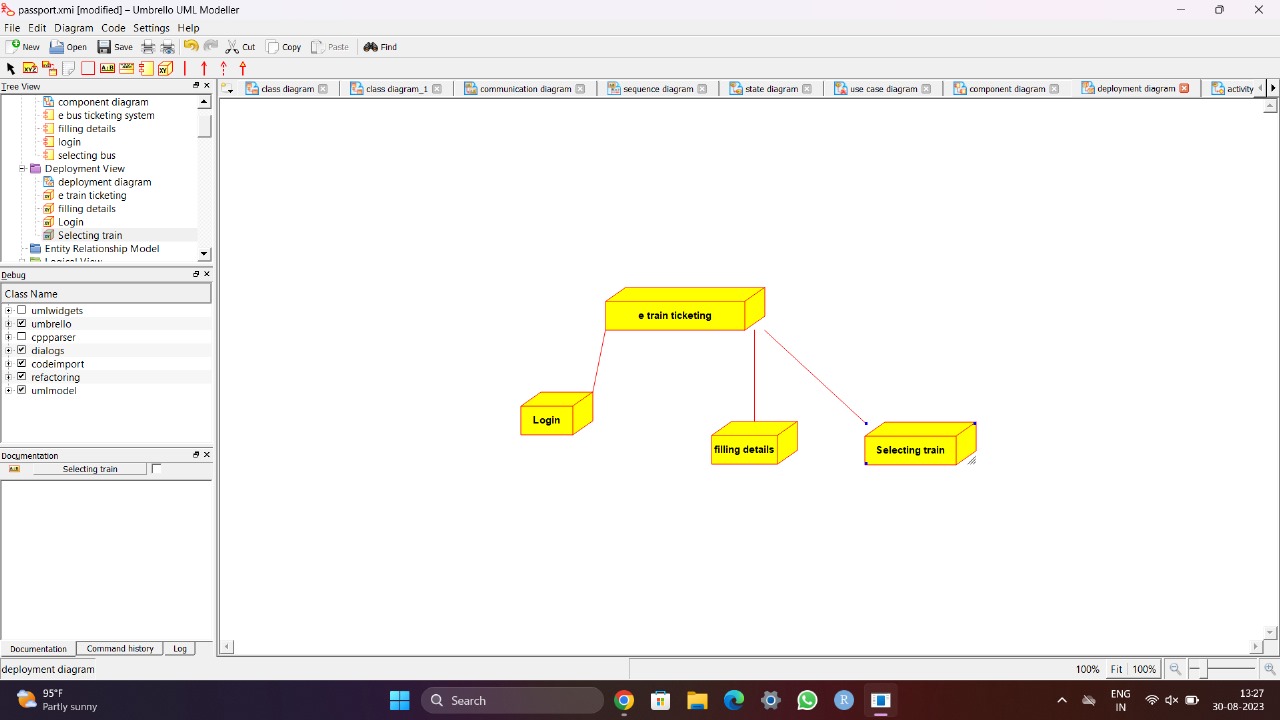 passport.xmi [modified] – Umbrello UML Modeller
File Edit Diagram Code Settings Help
New Open Save Cut Copy Paste Find
Tree View
class diagram class diagram_1 communication diagram sequence diagram state diagram use case diagram component diagram deployment diagram activity
component diagram
e bus ticketing system
filling details
login
selecting bus
Deployment View
deployment diagram
e train ticketing
filling details
Login
Selecting train
Entity Relationship Model
Logical View
Debug
Class Name
umlwidgets
umbrello
cppparser
dialogs
codeimport
refactoring
umlmodel
Documentation
Selecting train
e train ticketing
Login
filling details
Selecting train
Documentation Command history Log
deployment diagram
100% Fit 100%
95°F
Partly sunny
Search
ENG
IN
13:27
30-08-2023